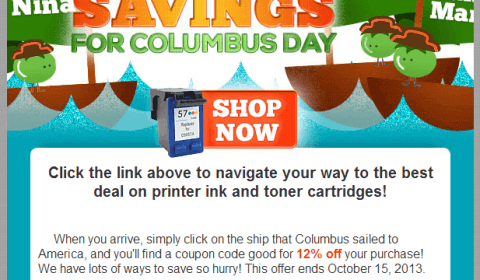 Nina
Mar
SAVINGS
FOR COLUMBUS DAY
57
SHOP
NOW
Click the link above to navigate your way to the best
deal on printer ink and toner cartridges!
When you arrive, simply click on the ship that Columbus sailed to
America, and you'll find a coupon code good for 12% off your purchase!
We have lots of ways to save so hurry! This offer ends October 15, 2013.